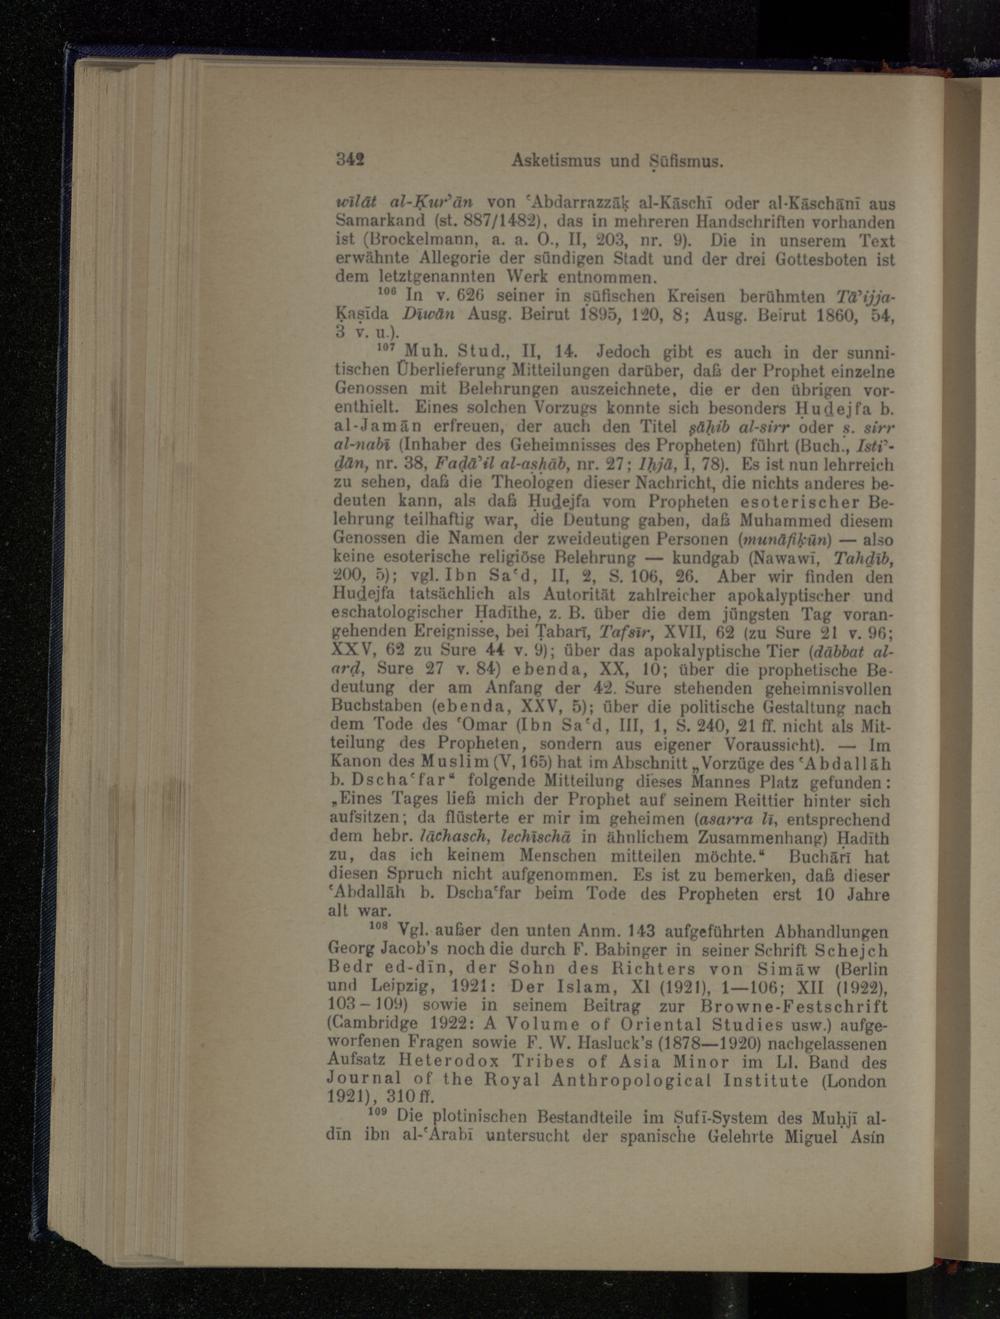 342 Asketismus und Ṣūfismus.
wīlāt al-Ḳurʾān von ʿAbdarrazzāḳ al-Kāschī oder al-Kāschānī aus
Samarkand (st. 887/1482), das in mehreren Handschriften vorhanden
ist (Brockelmann, a. a. O., II, 203, nr. 9). Die in unserem Text
erwähnte Allegorie der sündigen Stadt und der drei Gottesboten ist
dem letztgenannten Werk entnommen.
106 In v. 626 seiner in ṣūfischen Kreisen berühmten Tāʾijja-
Ḳaṣīda Dīwān Ausg. Beirut 1895, 120, 8; Ausg. Beirut 1860, 54,
3 v. u.).
107 Muh. Stud., II, 14. Jedoch gibt es auch in der sunni-
tischen Überlieferung Mitteilungen darüber, daß der Prophet einzelne
Genossen mit Belehrungen auszeichnete, die er den übrigen vor-
enthielt. Eines solchen Vorzugs konnte sich besonders Ḥuḏejfa b.
al-Jamān erfreuen, der auch den Titel ṣāḥib al-sirr oder ṣ. sirr
al-nabī (Inhaber des Geheimnisses des Propheten) führt (Buch., Istiʾ-
ḏān, nr. 38, Faḍāʾil al-aṣḥāb, nr. 27; Iḥjā, I, 78). Es ist nun lehrreich
zu sehen, daß die Theologen dieser Nachricht, die nichts anderes be-
deuten kann, als daß Ḥuḏejfa vom Propheten esoterischer Be-
lehrung teilhaftig war, die Deutung gaben, daß Muhammed diesem
Genossen die Namen der zweideutigen Personen (munāfiḳūn) — also
keine esoterische religiöse Belehrung — kundgab (Nawawī, Tahḏīb,
200, 5); vgl. Ibn Saʿd, II, 2, S. 106, 26. Aber wir finden den
Ḥuḏejfa tatsächlich als Autorität zahlreicher apokalyptischer und
eschatologischer Ḥadīthe, z. B. über die dem jüngsten Tag voran-
gehenden Ereignisse, bei Ṭabarī, Tafsīr, XVII, 62 (zu Sure 21 v. 96;
XXV, 62 zu Sure 44 v. 9); über das apokalyptische Tier (dābbat al-
arḍ, Sure 27 v. 84) ebenda, XX, 10; über die prophetische Be-
deutung der am Anfang der 42. Sure stehenden geheimnisvollen
Buchstaben (ebenda, XXV, 5); über die politische Gestaltung nach
dem Tode des ʿOmar (Ibn Saʿd, III, 1, S. 240, 21 ff. nicht als Mit-
teilung des Propheten, sondern aus eigener Voraussicht). — Im
Kanon des Muslim (V, 165) hat im Abschnitt „Vorzüge des ʿAbdallāh
b. Dschaʿfar“ folgende Mitteilung dieses Mannes Platz gefunden:
„Eines Tages ließ mich der Prophet auf seinem Reittier hinter sich
aufsitzen; da flüsterte er mir im geheimen (asarra lī, entsprechend
dem hebr. lāchasch, lechīschā in ähnlichem Zusammenhang) Ḥadīth
zu, das ich keinem Menschen mitteilen möchte.“ Buchārī hat
diesen Spruch nicht aufgenommen. Es ist zu bemerken, daß dieser
ʿAbdallāh b. Dschaʿfar beim Tode des Propheten erst 10 Jahre
alt war.
108 Vgl. außer den unten Anm. 143 aufgeführten Abhandlungen
Georg Jacob's noch die durch F. Babinger in seiner Schrift Schejch
Bedr ed-dīn, der Sohn des Richters von Simāw (Berlin
und Leipzig, 1921: Der Islam, XI (1921), 1—106; XII (1922),
103–109) sowie in seinem Beitrag zur Browne-Festschrift
(Cambridge 1922: A Volume of Oriental Studies usw.) aufge-
worfenen Fragen sowie F. W. Hasluck's (1878—1920) nachgelassenen
Aufsatz Heterodox Tribes of Asia Minor im LI. Band des
Journal of the Royal Anthropological Institute (London
1921), 310 ff.
109 Die plotinischen Bestandteile im Ṣufī-System des Muḥjī al-
dīn ibn al-ʿArabī untersucht der spanische Gelehrte Miguel Asín